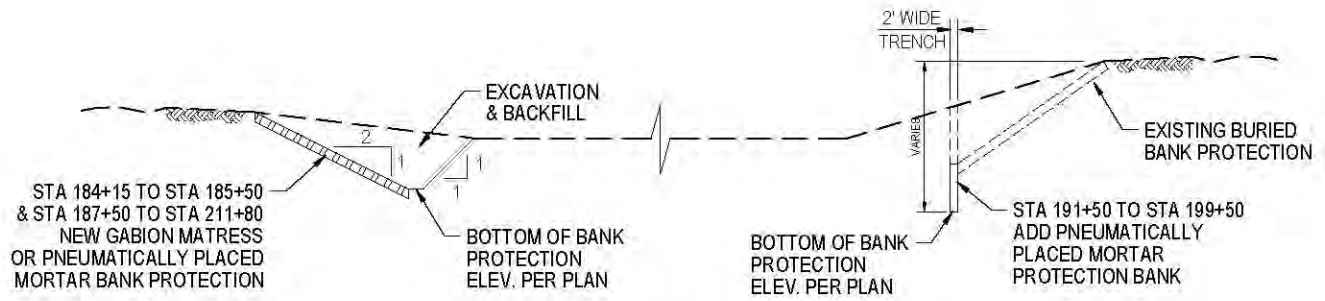 2' WIDE
TRENCH
EXCAVATION
& BACKFILL
2
1
1
1
VARIES
EXISTING BURIED
BANK PROTECTION
STA 184+15 TO STA 185+50
& STA 187+50 TO STA 211+80
NEW GABION MATRESS
OR PNEUMATICALLY PLACED
MORTAR BANK PROTECTION
BOTTOM OF BANK
PROTECTION
ELEV. PER PLAN
BOTTOM OF BANK
PROTECTION
ELEV. PER PLAN
STA 191+50 TO STA 199+50
ADD PNEUMATICALLY
PLACED MORTAR
PROTECTION BANK